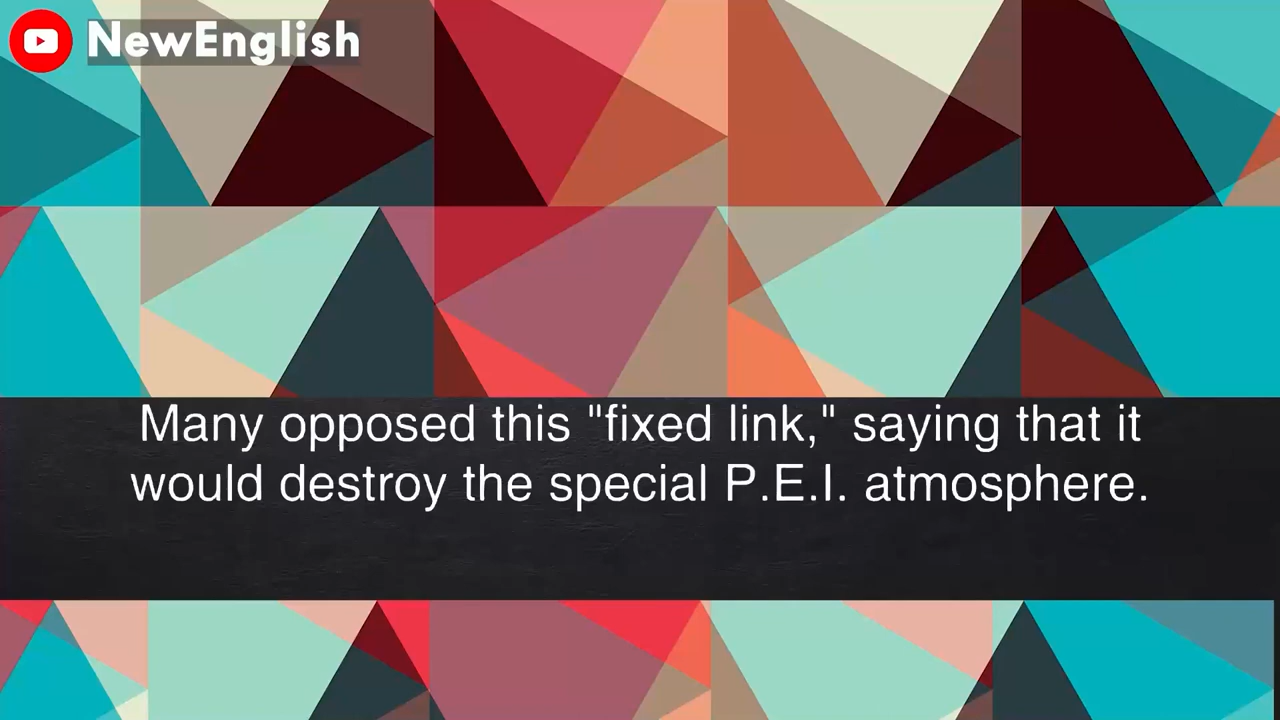 NewEnglish
Many opposed this "fixed link," saying that it
would destroy the special P.E.I. atmosphere.